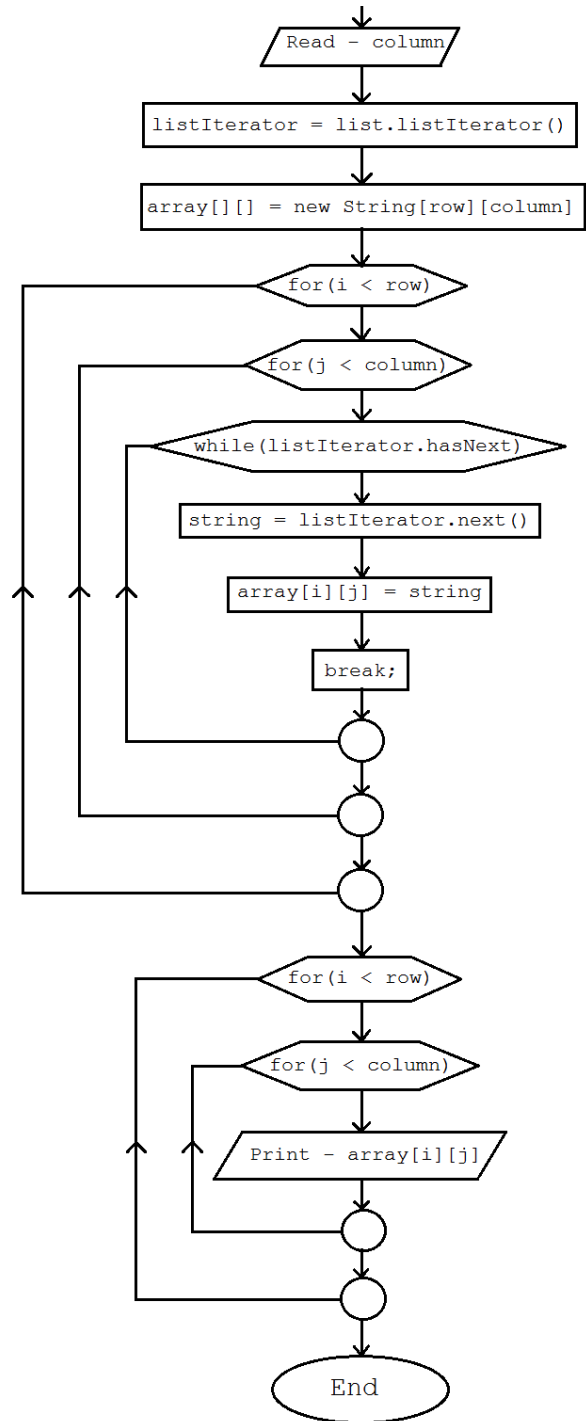 Read - column
listIterator = list.listIterator()
array[][] = new String[row][column]
for(i < row)
for(j < column)
while(listIterator.hasNext)
string = listIterator.next()
array[i][j] = string
break;
for(i < row)
for(j < column)
Print - array[i][j]
End